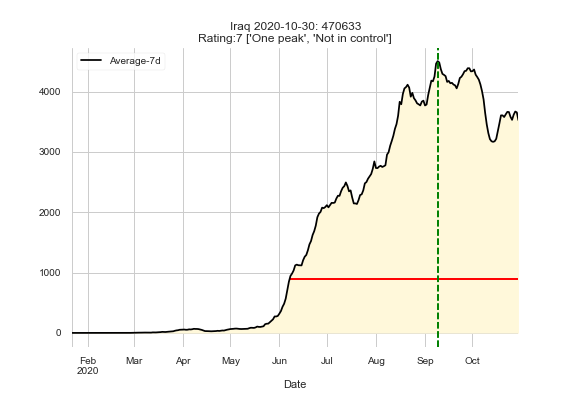 Iraq 2020-10-30: 470633
Rating:7 ['One peak', 'Not in control']
Average-7d
4000
3000
2000
1000
0
Feb Mar Apr May Jun Jul Aug Sep Oct
2020
Date